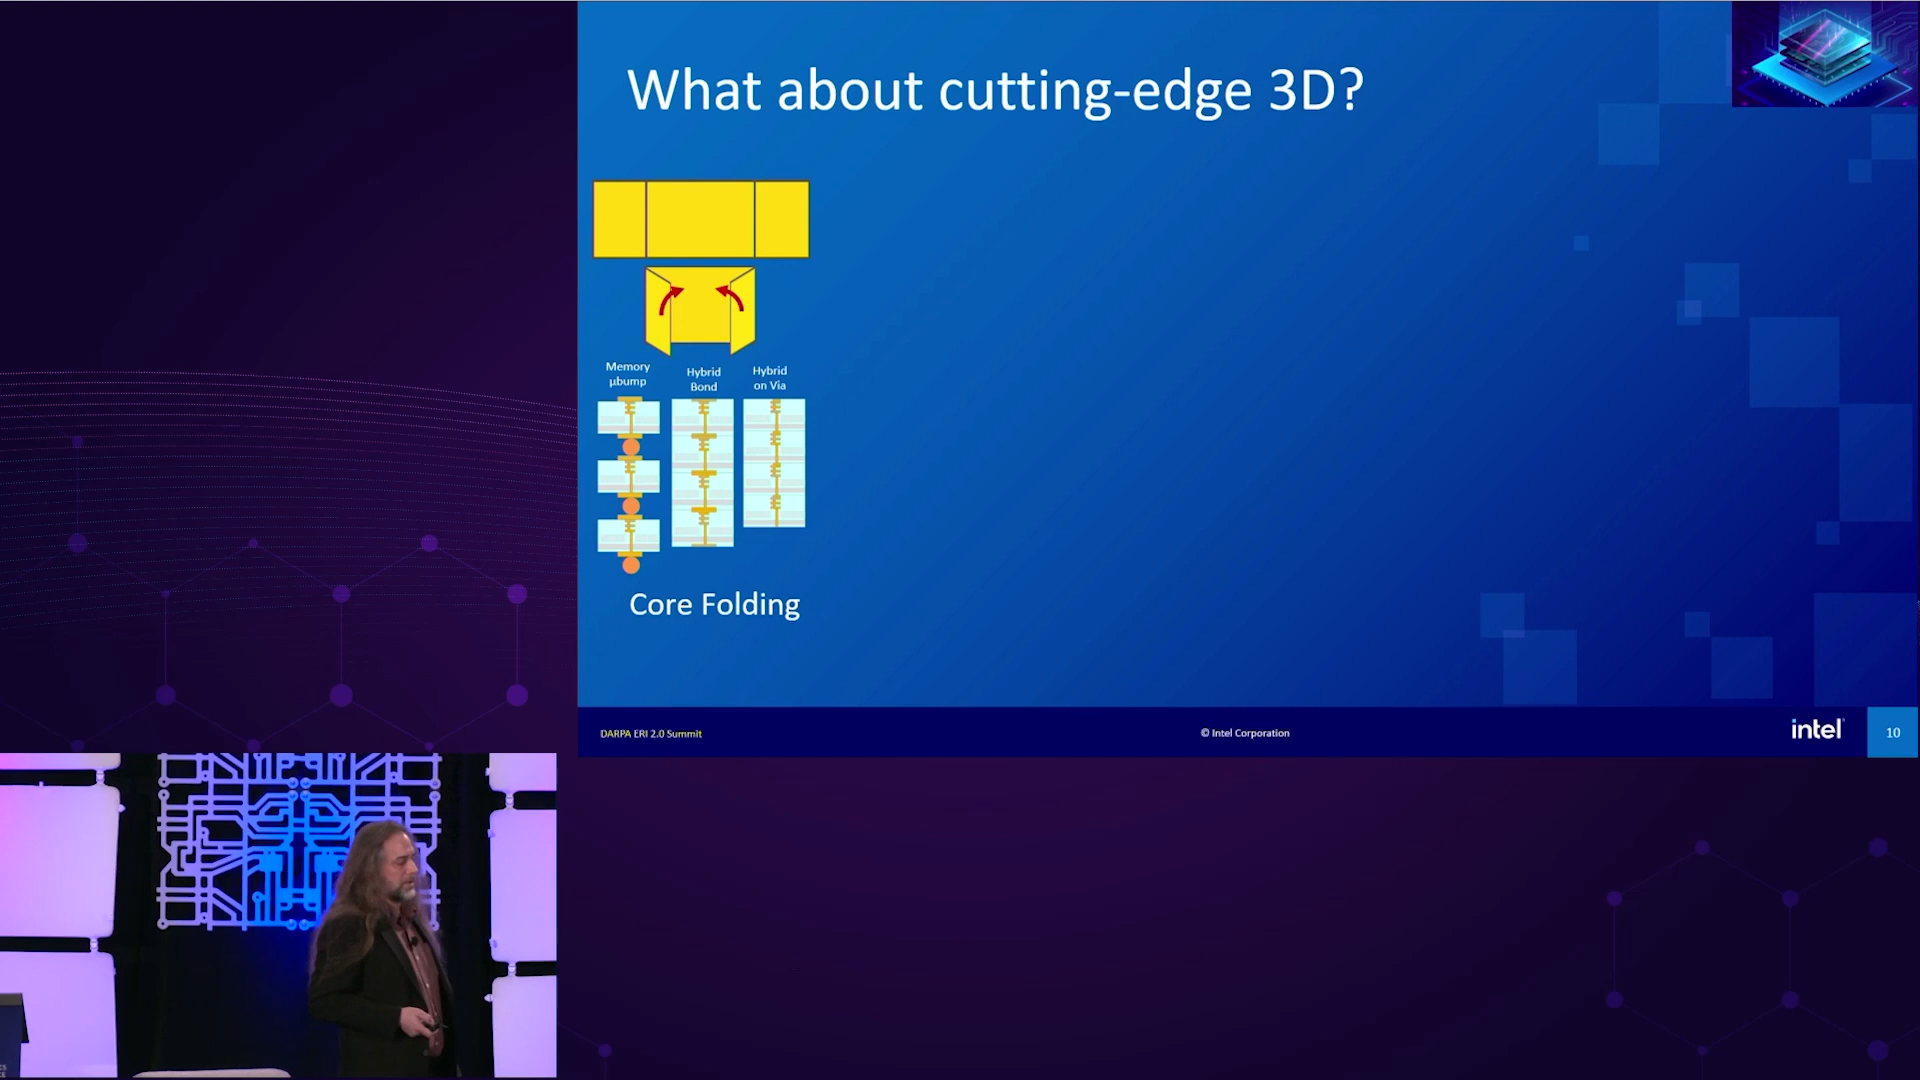 What about cutting-edge 3D?
Memory
µbump
Hybrid
Bond
Hybrid
on Via
Core Folding
DARPA ERI 2.0 Summit
© Intel Corporation
intel
10